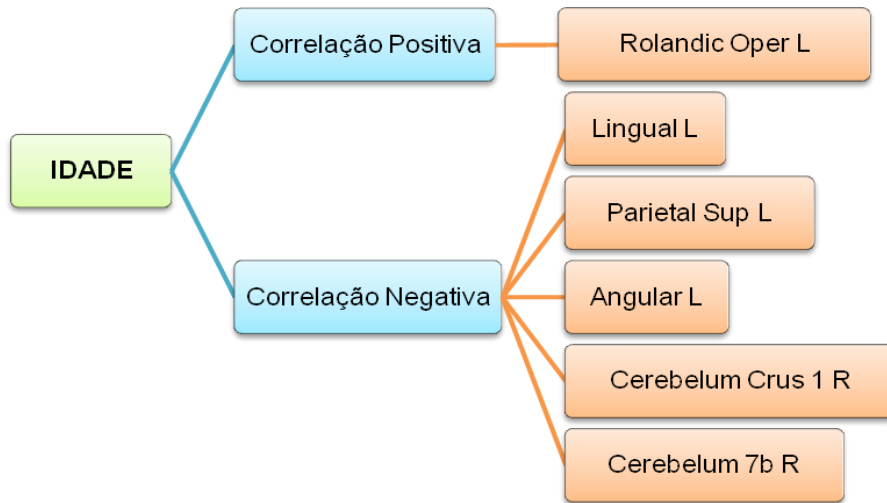 IDADE
Correlação Positiva
Rolandic Oper L
Correlação Negativa
Lingual L
Parietal Sup L
Angular L
Cerebelum Crus 1 R
Cerebelum 7b R